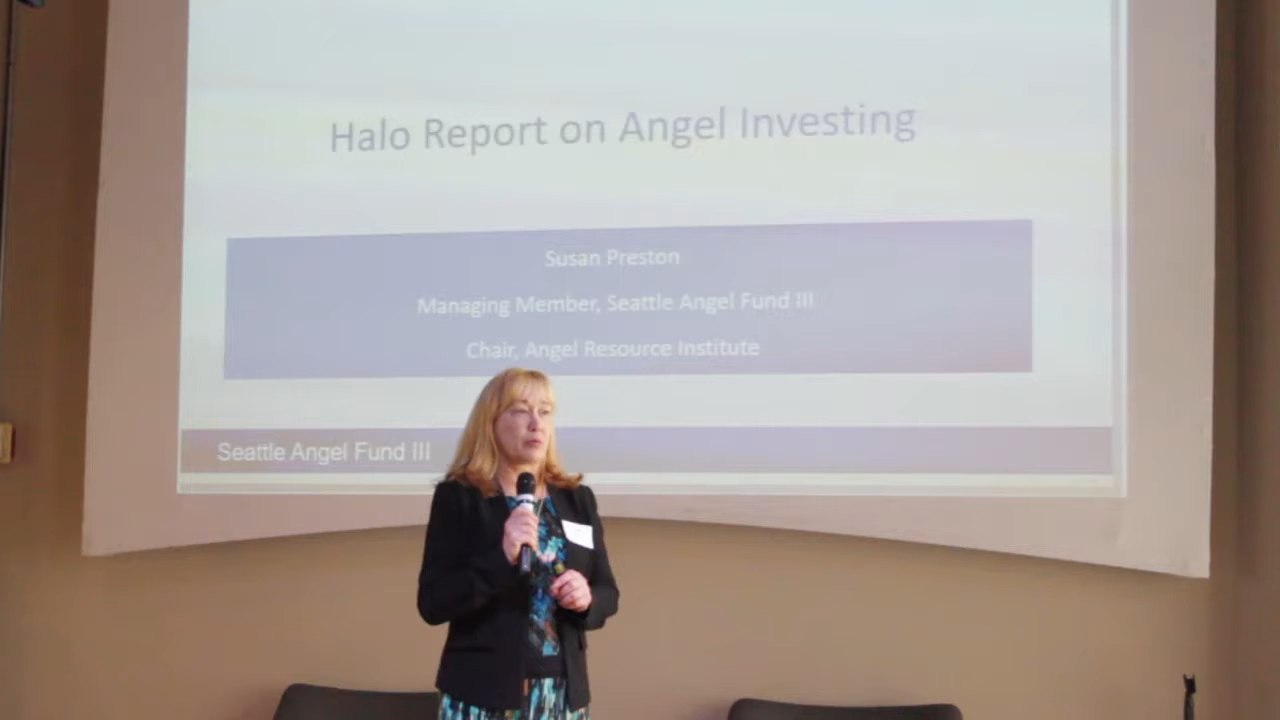 Halo Report on Angel Investing
Susan Preston
Managing Member, Seattle Angel Fund III
Chair, Angel Resource Institute
Seattle Angel Fund III